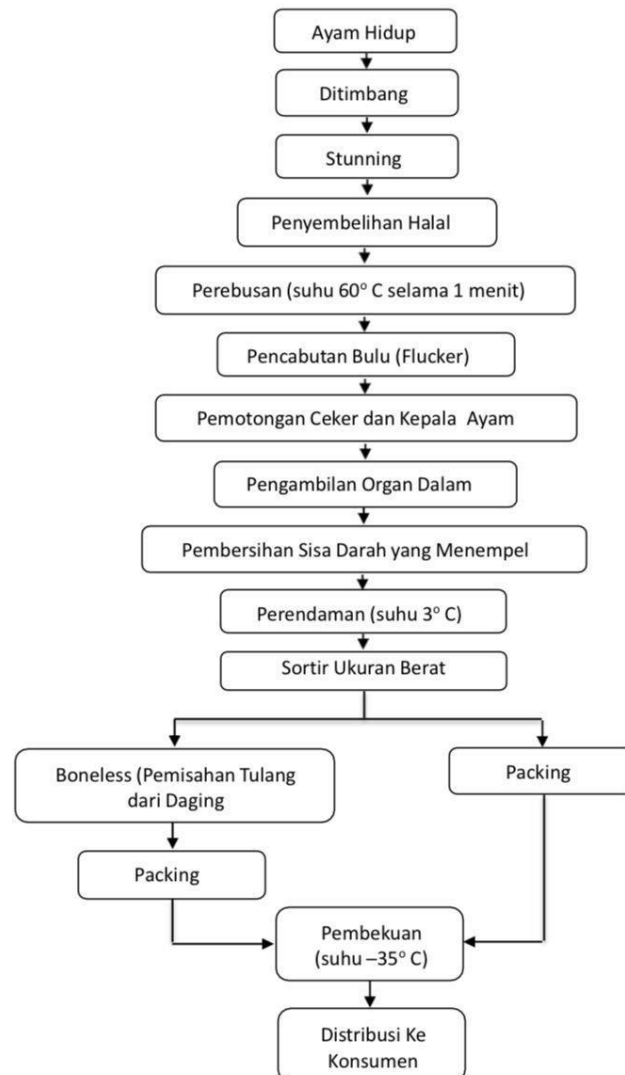 Ayam Hidup
Ditimbang
Stunning
Penyembelihan Halal
Perebusan (suhu 60° C selama 1 menit)
Pencabutan Bulu (Flucker)
Pemotongan Ceker dan Kepala Ayam
Pengambilan Organ Dalam
Pembersihan Sisa Darah yang Menempel
Perendaman (suhu 3° C)
Sortir Ukuran Berat
Boneless (Pemisahan Tulang
dari Daging
Packing
Packing
Pembekuan
(suhu –35° C)
Distribusi Ke
Konsumen